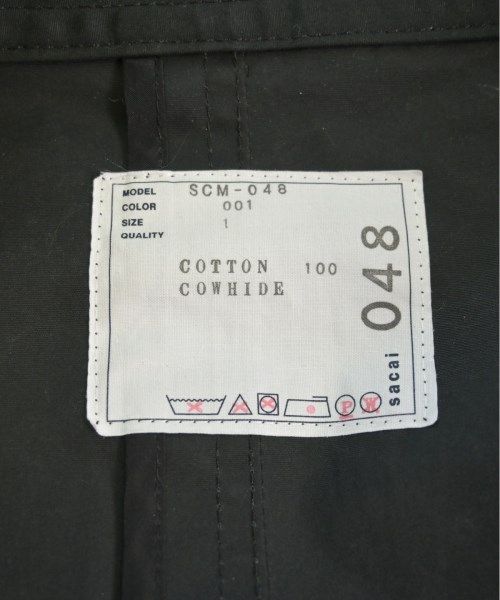 MODEL SCM-048
COLOR 001
SIZE 1
QUALITY
COTTON 100
COWHIDE
P W
sacai 048